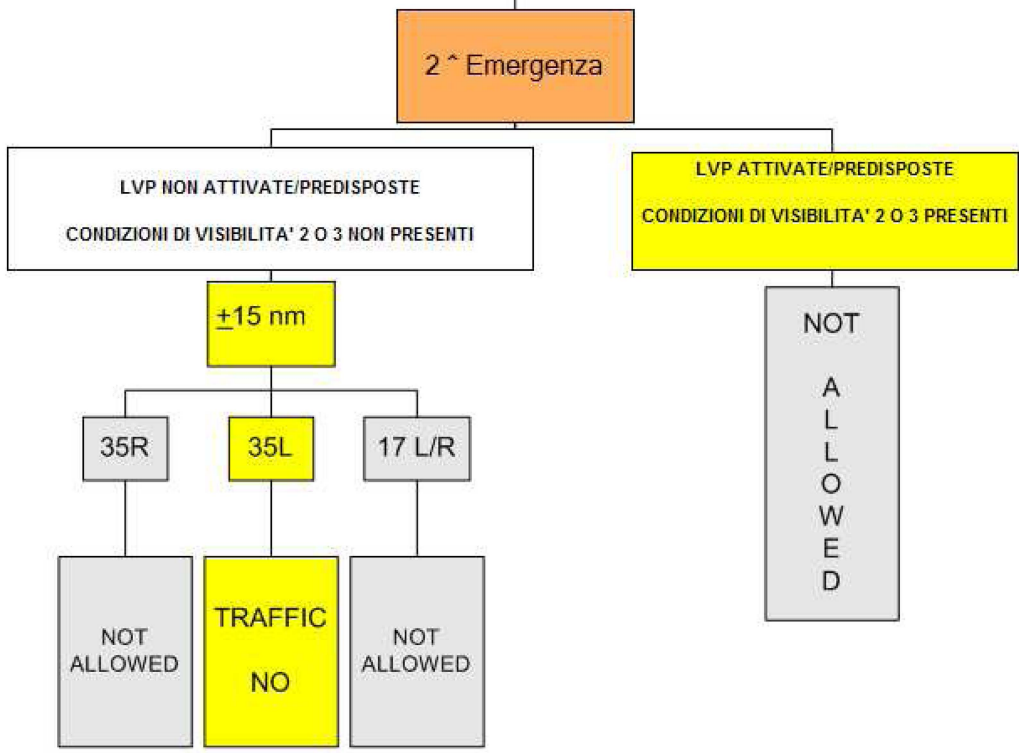 2 ^ Emergenza
LVP NON ATTIVATE/PREDISPOSTE
CONDIZIONI DI VISIBILITA' 2 O 3 NON PRESENTI
LVP ATTIVATE/PREDISPOSTE
CONDIZIONI DI VISIBILITA' 2 O 3 PRESENTI
±15 nm
NOT
A
L
L
O
W
E
D
35R
35L
17 L/R
NOT
ALLOWED
TRAFFIC
NO
NOT
ALLOWED